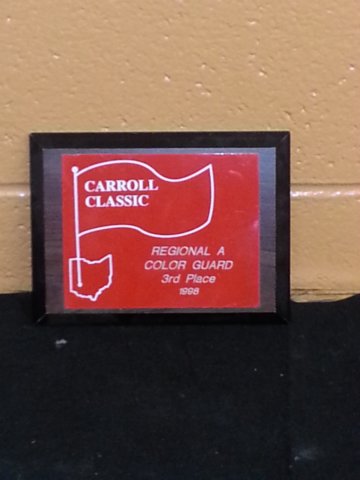 CARROLL
CLASSIC
REGIONAL A
COLOR GUARD
3rd Place
1998